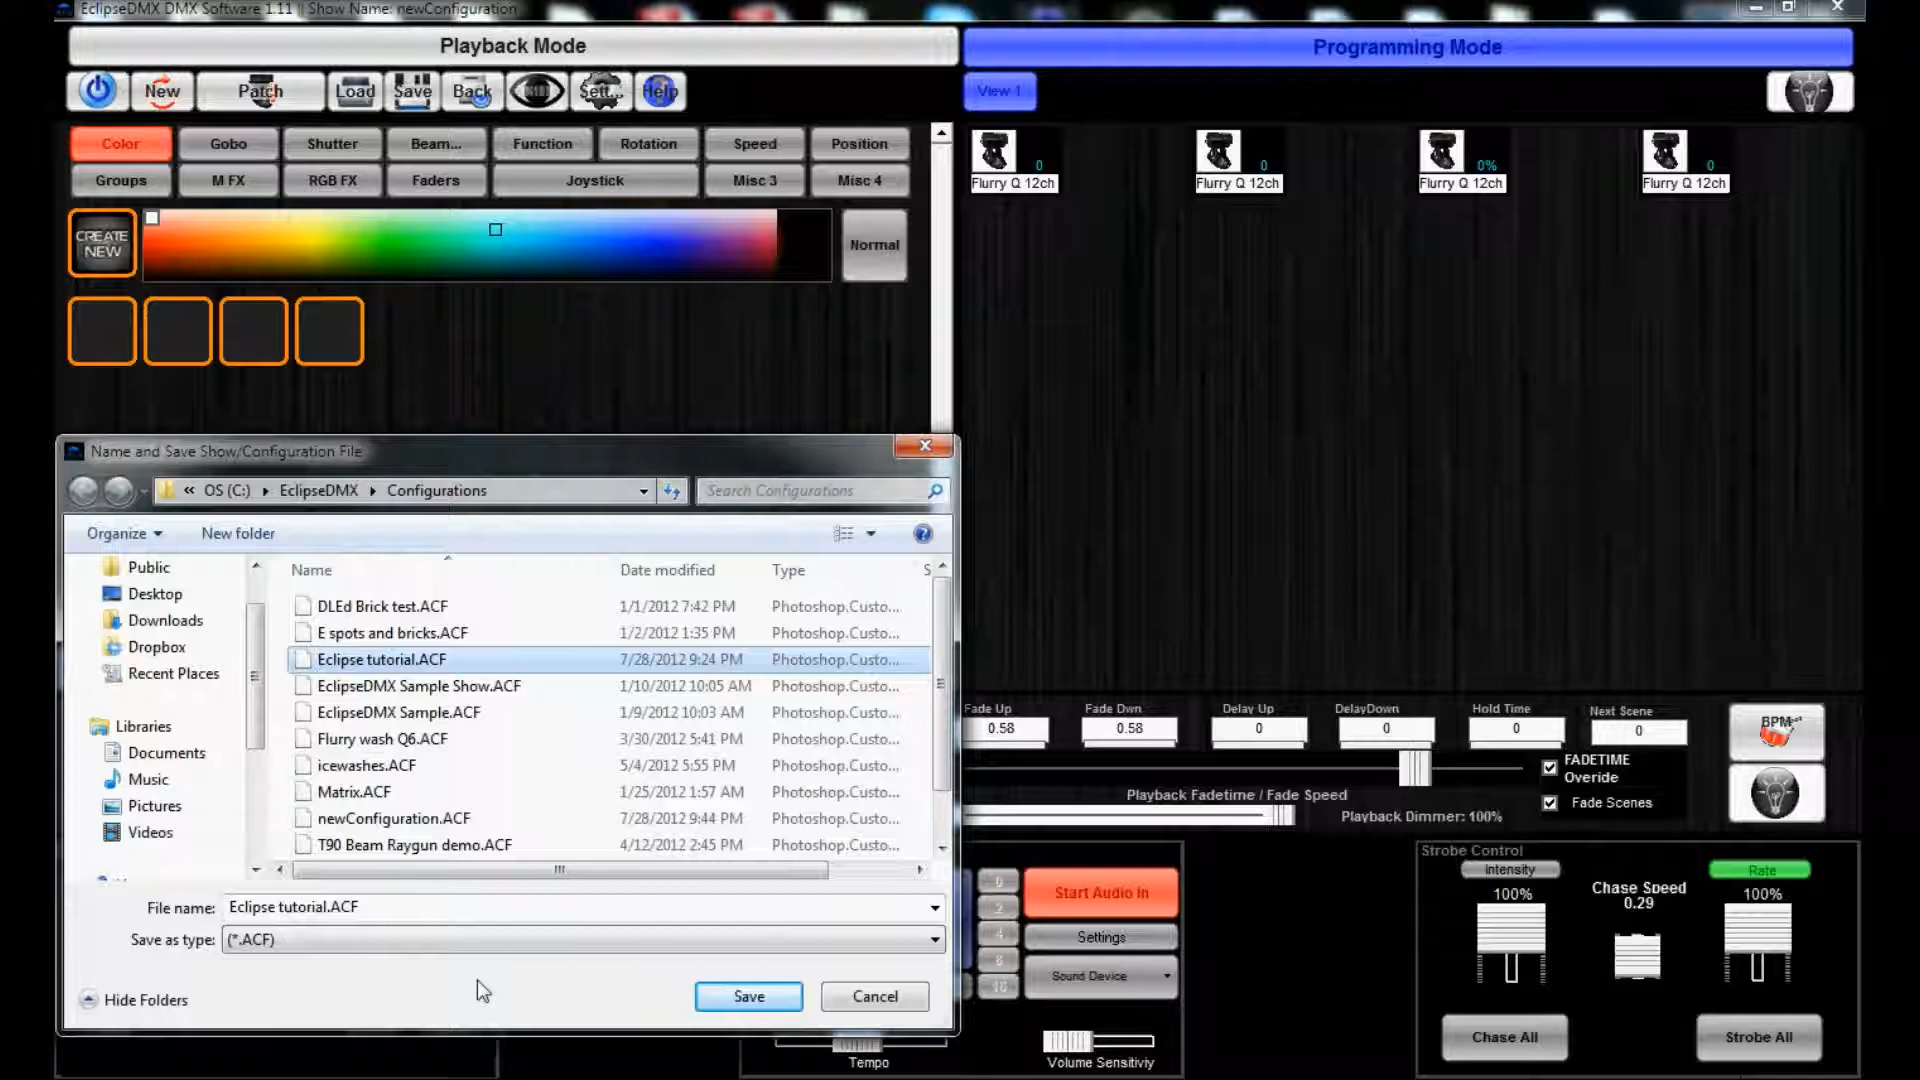 EclipseDMX DMX Software 1.11 || Show Name: newConfiguration
Playback Mode
Programming Mode
New
Patch
Load
Save
Back
Sett...
Help
View 1
Color
Gobo
Shutter
Beam...
Function
Rotation
Speed
Position
Groups
M FX
RGB FX
Faders
Joystick
Misc 3
Misc 4
CREATE
NEW
Normal
0
Flurry Q 12ch
0
Flurry Q 12ch
0%
Flurry Q 12ch
0
Flurry Q 12ch
Name and Save Show/Configuration File
« OS (C:) EclipseDMX Configurations
Search Configurations
Organize
New folder
Public
Desktop
Downloads
Dropbox
Recent Places
Libraries
Documents
Music
Pictures
Videos
Name Date modified Type S
DLEd Brick test.ACF 1/1/2012 7:42 PM Photoshop.Custo...
E spots and bricks.ACF 1/2/2012 1:35 PM Photoshop.Custo...
Eclipse tutorial.ACF 7/28/2012 9:24 PM Photoshop.Custo...
EclipseDMX Sample Show.ACF 1/10/2012 10:05 AM Photoshop.Custo...
EclipseDMX Sample.ACF 1/9/2012 10:03 AM Photoshop.Custo...
Flurry wash Q6.ACF 3/30/2012 5:41 PM Photoshop.Custo...
icewashes.ACF 5/4/2012 5:55 PM Photoshop.Custo...
Matrix.ACF 1/25/2012 1:57 AM Photoshop.Custo...
newConfiguration.ACF 7/28/2012 9:44 PM Photoshop.Custo...
T90 Beam Raygun demo.ACF 4/12/2012 2:45 PM Photoshop.Custo...
File name: Eclipse tutorial.ACF
Save as type: (*.ACF)
Hide Folders
Save
Cancel
Fade Up
0.58
Fade Dwn
0.58
Delay Up
0
DelayDown
0
Hold Time
0
Next Scene
0
BPM
FADETIME
Overide
Fade Scenes
Playback Fadetime / Fade Speed
Playback Dimmer: 100%
2
4
8
16
Start Audio In
Settings
Sound Device
Tempo
Volume Sensitiviy
Strobe Control
Intensity
100%
Chase Speed
0.29
Rate
100%
Chase All
Strobe All